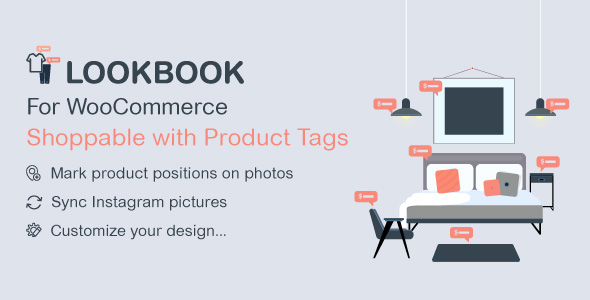 LOOKBOOK
For WooCommerce
Shoppable with Product Tags
Mark product positions on photos
Sync Instagram pictures
Customize your design...